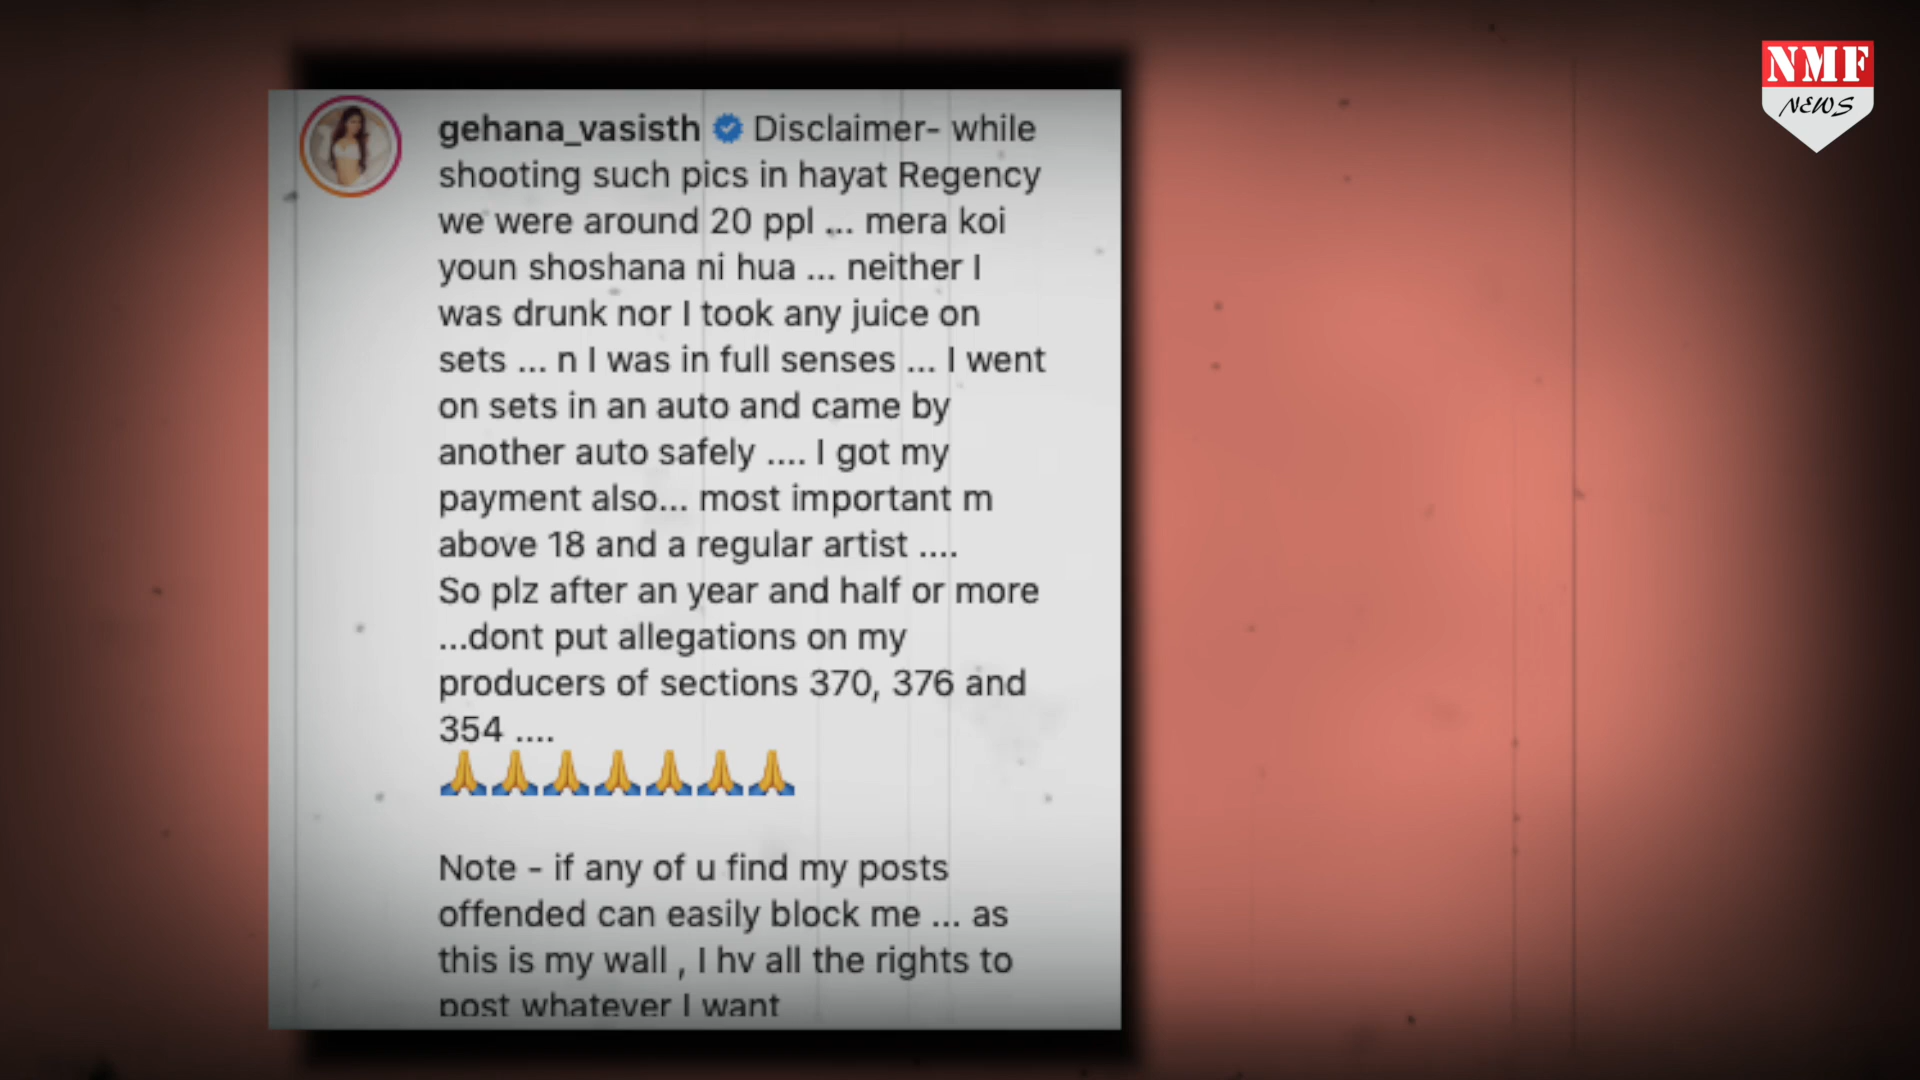 NMF
NEWS
gehana_vasisth Disclaimer- while
shooting such pics in hayat Regency
we were around 20 ppl ... mera koi
youn shoshana ni hua ... neither I
was drunk nor I took any juice on
sets ... n I was in full senses ... I went
on sets in an auto and came by
another auto safely .... I got my
payment also... most important m
above 18 and a regular artist ....
So plz after an year and half or more
...dont put allegations on my
producers of sections 370, 376 and
354 ....
🙏🙏🙏🙏🙏🙏🙏
Note - if any of u find my posts
offended can easily block me ... as
this is my wall , I hv all the rights to
post whatever I want